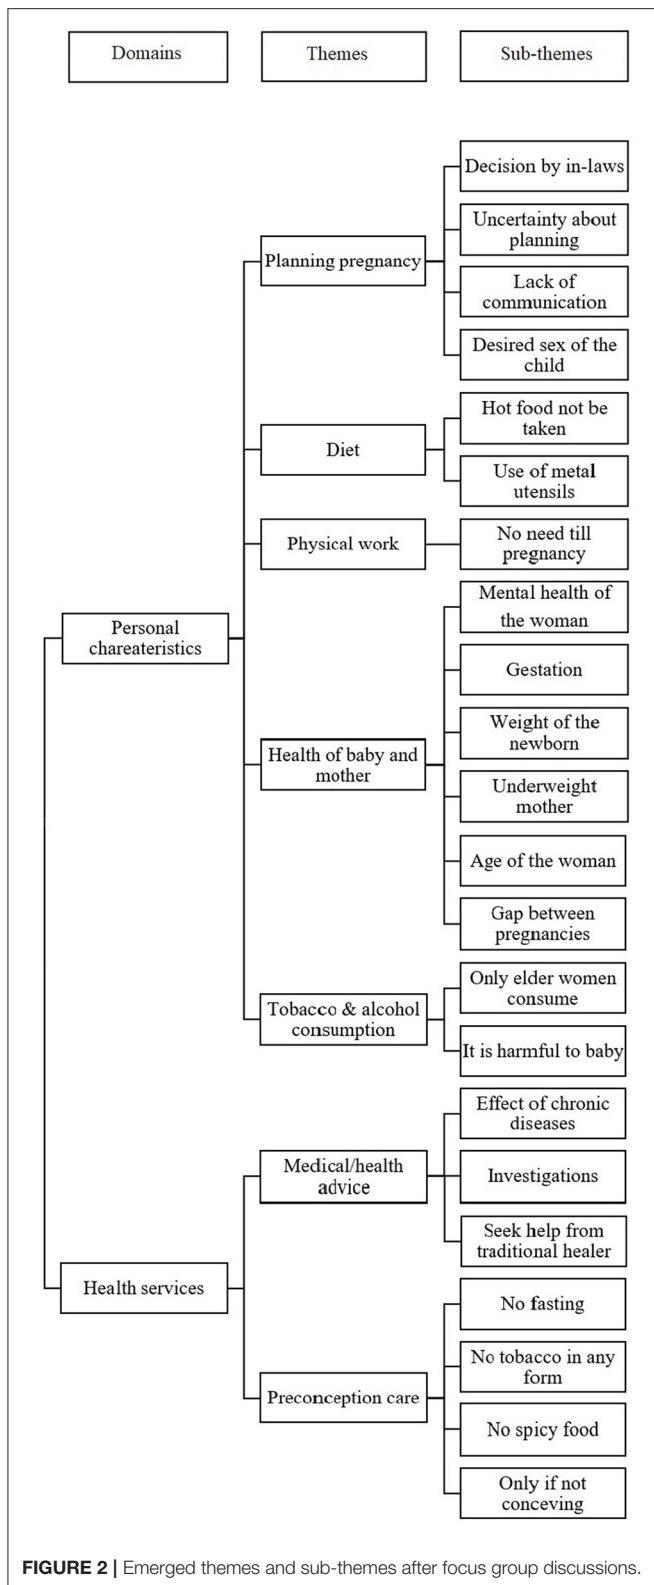 Domains
Themes
Sub-themes
Decision by in-laws
Uncertainty about
planning
Planning pregnancy
Lack of
communication
Desired sex of the
child
Hot food not be
taken
Diet
Use of metal
utensils
Physical work
No need till
pregnancy
Personal
chareateristics
Mental health of
the woman
Gestation
Weight of the
newborn
Health of baby and
mother
Underweight
mother
Age of the woman
Gap between
pregnancies
Only elder women
consume
Tobacco & alcohol
consumption
It is harmful to baby
Effect of chronic
diseases
Medical/health
advice
Investigations
Seek help from
traditional healer
Health services
No fasting
No tobacco in any
form
Preconception care
No spicy food
Only if not
conceving
FIGURE 2 | Emerged themes and sub-themes after focus group discussions.